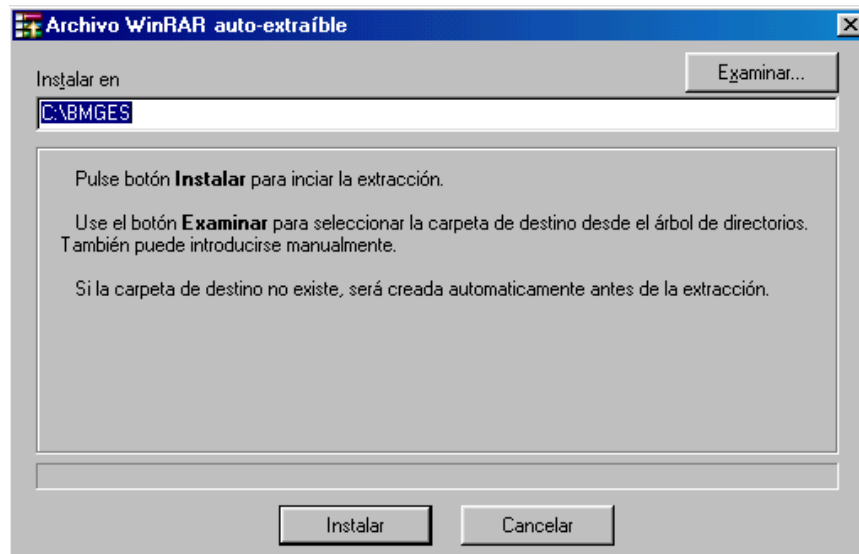 Archivo WinRAR auto-extraíble
Instalar en
Examinar...
C:\BMGES
Pulse botón Instalar para inciar la extracción.
Use el botón Examinar para seleccionar la carpeta de destino desde el árbol de directorios.
También puede introducirse manualmente.
Si la carpeta de destino no existe, será creada automaticamente antes de la extracción.
Instalar
Cancelar